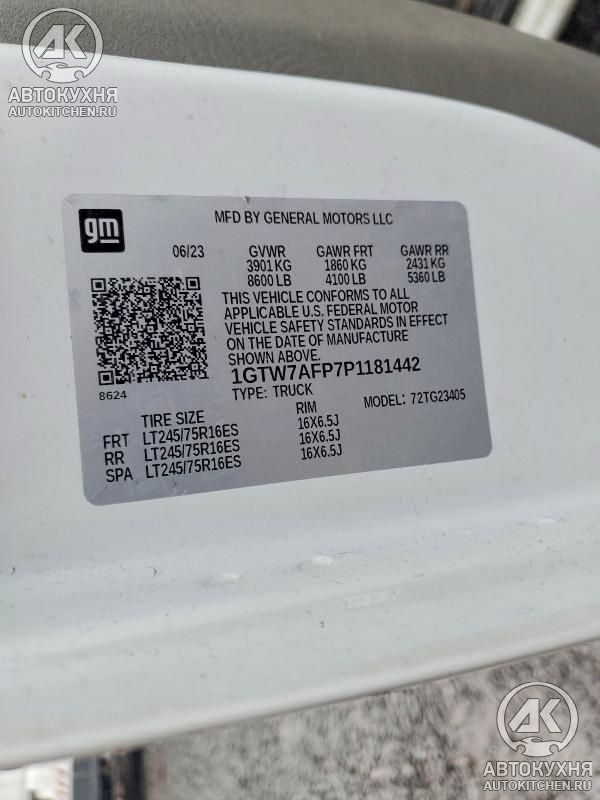 AK
АВТОКУХНЯ
AUTOKITCHEN.RU
gm
MFD BY GENERAL MOTORS LLC
06/23 GVWR GAWR FRT GAWR RR
3901 KG 1860 KG 2431 KG
8600 LB 4100 LB 5360 LB
THIS VEHICLE CONFORMS TO ALL
APPLICABLE U.S. FEDERAL MOTOR
VEHICLE SAFETY STANDARDS IN EFFECT
ON THE DATE OF MANUFACTURE
SHOWN ABOVE.
8624
1GTW7AFP7P1181442
TYPE: TRUCK MODEL: 72TG23405
TIRE SIZE RIM
FRT LT245/75R16ES 16X6.5J
RR LT245/75R16ES 16X6.5J
SPA LT245/75R16ES 16X6.5J
AK
АВТОКУХНЯ
AUTOKITCHEN.RU